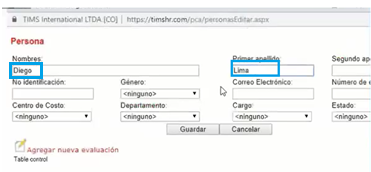 TIMS International LTDA. [CO] https://timshr.com/pca/personasEditar.aspx
Persona
Nombres Primer apellido Segundo ape
Diego Lima
No identificación: Género: Correo Electrónico: Número de e
<ninguno>
Centro de Costo: Departamento: Cargo: Estado:
<ninguno> <ninguno> <ninguno> <ninguno>
Guardar Cancelar
Agregar nueva evaluación
Table control